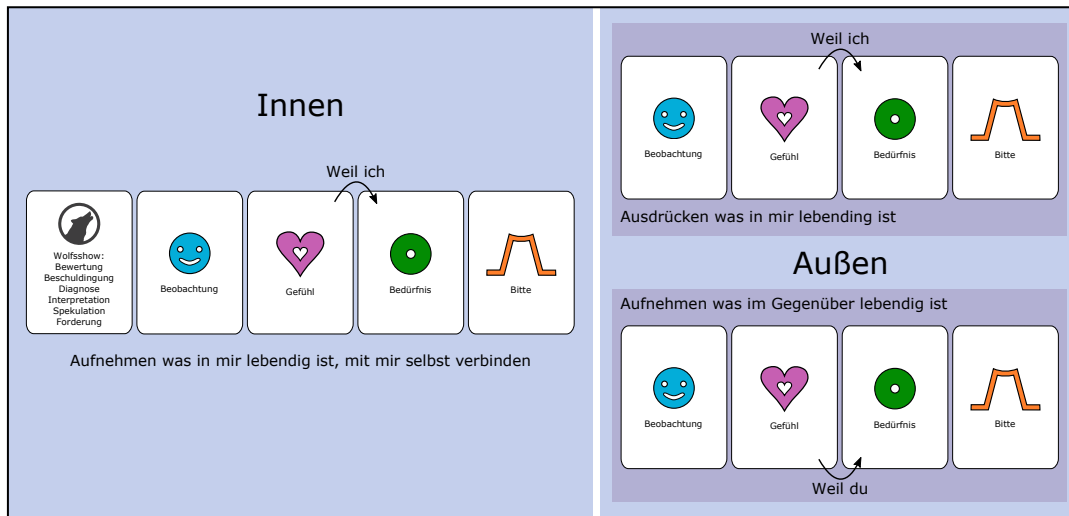 Innen
Weil ich
Wolfsshow:
Bewertung
Beschuldingung
Diagnose
Interpretation
Spekulation
Forderung
Beobachtung
Gefühl
Bedürfnis
Bitte
Aufnehmen was in mir lebendig ist, mit mir selbst verbinden
Weil ich
Beobachtung
Gefühl
Bedürfnis
Bitte
Ausdrücken was in mir lebending ist
Außen
Aufnehmen was im Gegenüber lebendig ist
Beobachtung
Gefühl
Bedürfnis
Bitte
Weil du